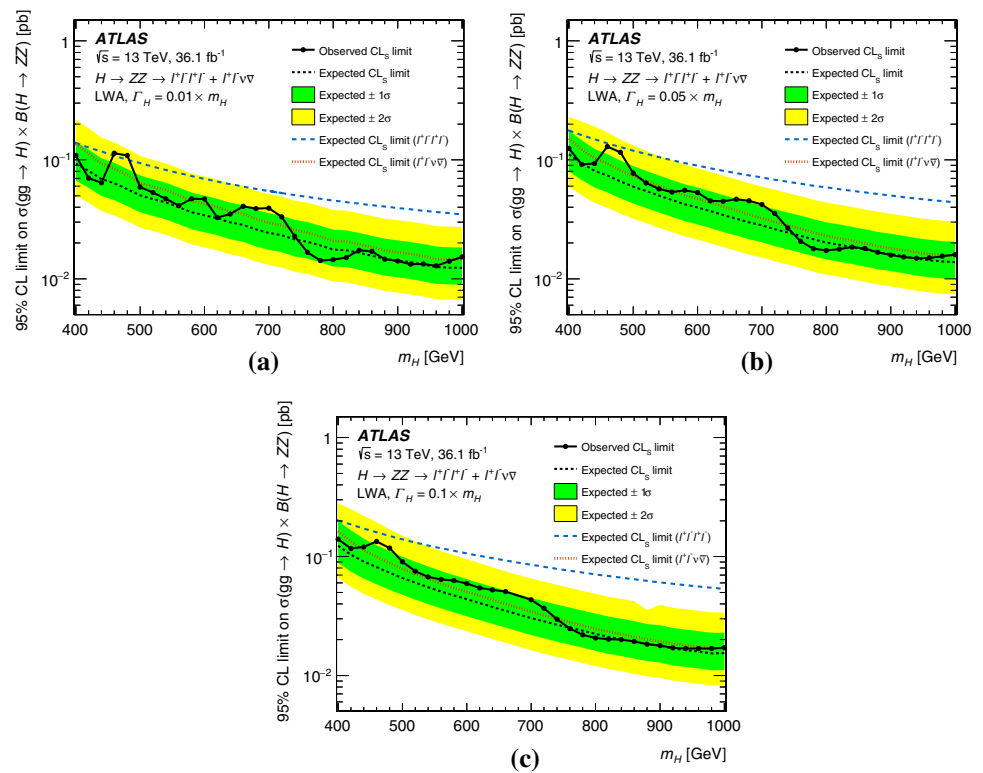 95% CL limit on σ(gg → H) × B(H → ZZ) [pb]
1
10⁻¹
10⁻²
ATLAS
√s = 13 TeV, 36.1 fb⁻¹
H → ZZ → l⁺l⁻l⁺l⁻ + l⁺l⁻νν̅
LWA, Γ_H = 0.01 × m_H
Observed CL_S limit
Expected CL_S limit
Expected ± 1σ
Expected ± 2σ
Expected CL_S limit (l⁺l⁻l⁺l⁻)
Expected CL_S limit (l⁺l⁻νν̅)
400 500 600 700 800 900 1000
m_H [GeV]
(a)
95% CL limit on σ(gg → H) × B(H → ZZ) [pb]
1
10⁻¹
10⁻²
ATLAS
√s = 13 TeV, 36.1 fb⁻¹
H → ZZ → l⁺l⁻l⁺l⁻ + l⁺l⁻νν̅
LWA, Γ_H = 0.05 × m_H
Observed CL_S limit
Expected CL_S limit
Expected ± 1σ
Expected ± 2σ
Expected CL_S limit (l⁺l⁻l⁺l⁻)
Expected CL_S limit (l⁺l⁻νν̅)
400 500 600 700 800 900 1000
m_H [GeV]
(b)
95% CL limit on σ(gg → H) × B(H → ZZ) [pb]
1
10⁻¹
10⁻²
ATLAS
√s = 13 TeV, 36.1 fb⁻¹
H → ZZ → l⁺l⁻l⁺l⁻ + l⁺l⁻νν̅
LWA, Γ_H = 0.1 × m_H
Observed CL_S limit
Expected CL_S limit
Expected ± 1σ
Expected ± 2σ
Expected CL_S limit (l⁺l⁻l⁺l⁻)
Expected CL_S limit (l⁺l⁻νν̅)
400 500 600 700 800 900 1000
m_H [GeV]
(c)